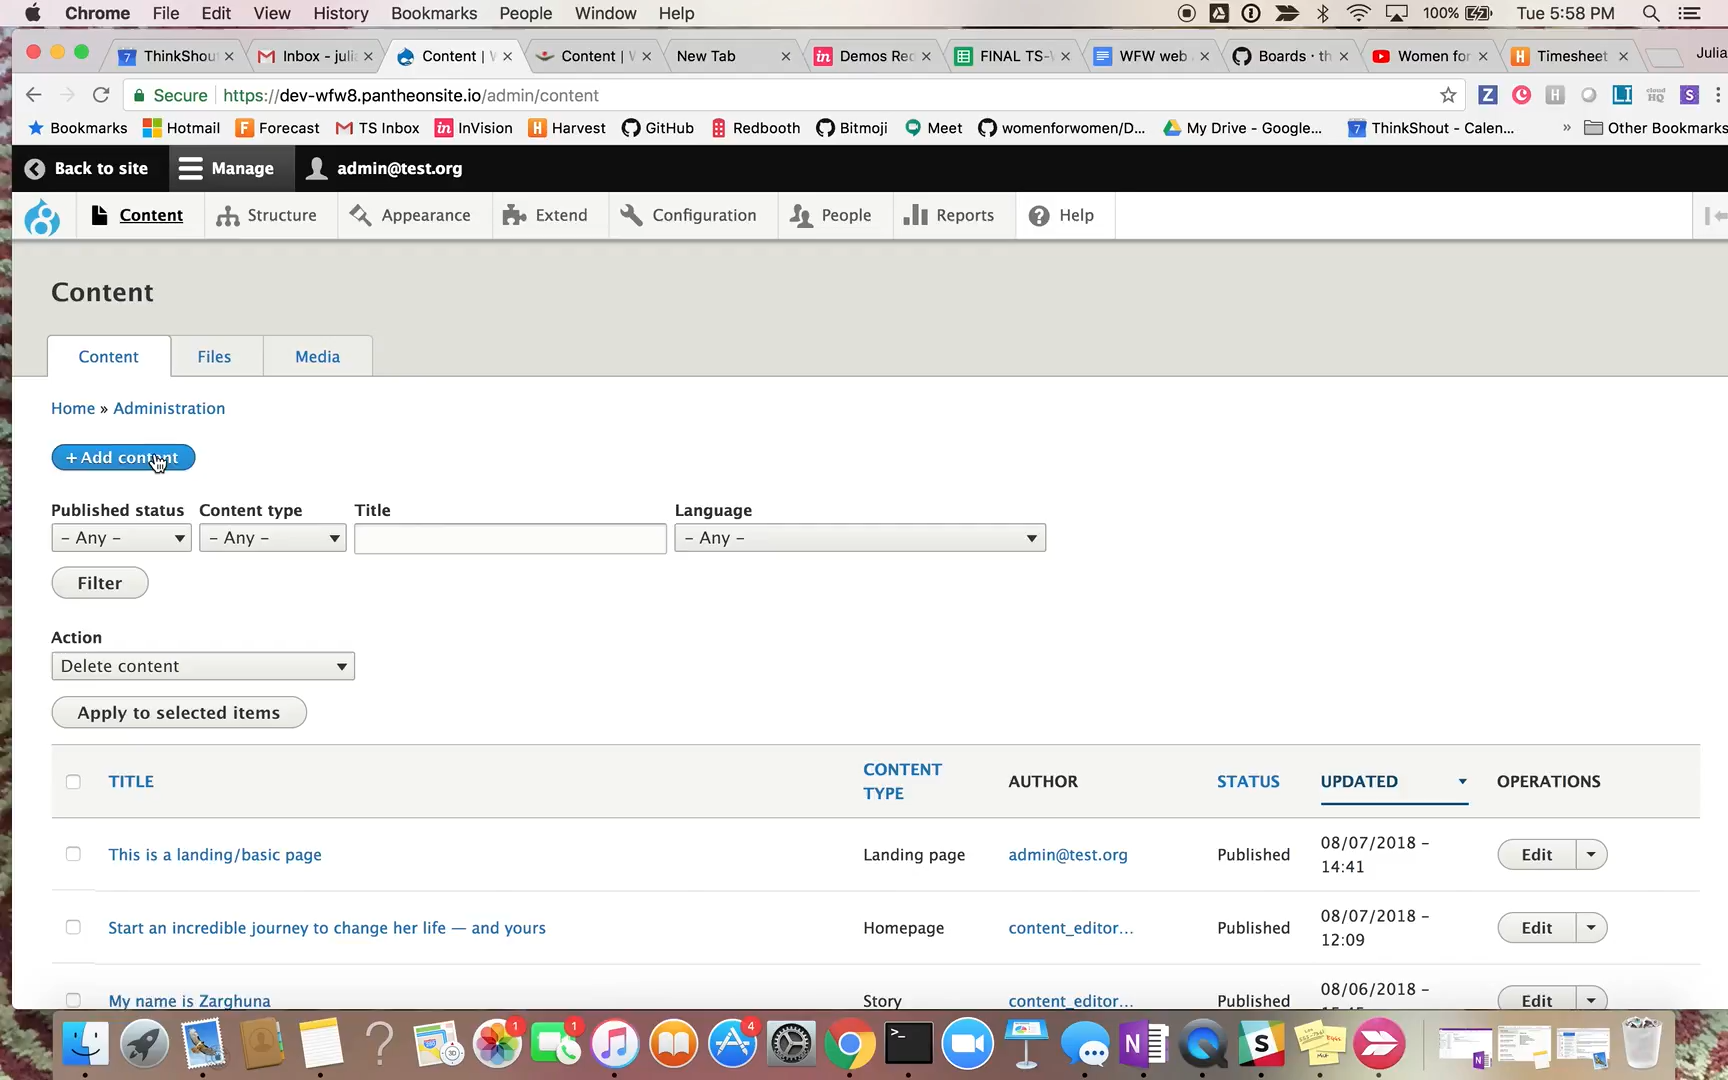 Chrome File Edit View History Bookmarks People Window Help 100% Tue 5:58 PM
7 ThinkShou Inbox - juli Content | Content | New Tab in Demos Re FINAL TS- WFW web Boards · th Women for H Timesheet Julia
Secure https://dev-wfw8.pantheonsite.io/admin/content
Bookmarks Hotmail Forecast TS Inbox InVision Harvest GitHub Redbooth Bitmoji Meet womenforwomen/D... My Drive - Google... 7 ThinkShout - Calen... » Other Bookmarks
Back to site Manage admin@test.org
Content Structure Appearance Extend Configuration People Reports Help
Content
Content Files Media
Home » Administration
+ Add content
Published status Content type Title Language
- Any - - Any - - Any -
Filter
Action
Delete content
Apply to selected items
TITLE CONTENT TYPE AUTHOR STATUS UPDATED OPERATIONS
This is a landing/basic page Landing page admin@test.org Published 08/07/2018 – 14:41 Edit
Start an incredible journey to change her life — and yours Homepage content_editor... Published 08/07/2018 – 12:09 Edit
My name is Zarghuna Story content_editor... Published 08/06/2018 – Edit
1 1 4